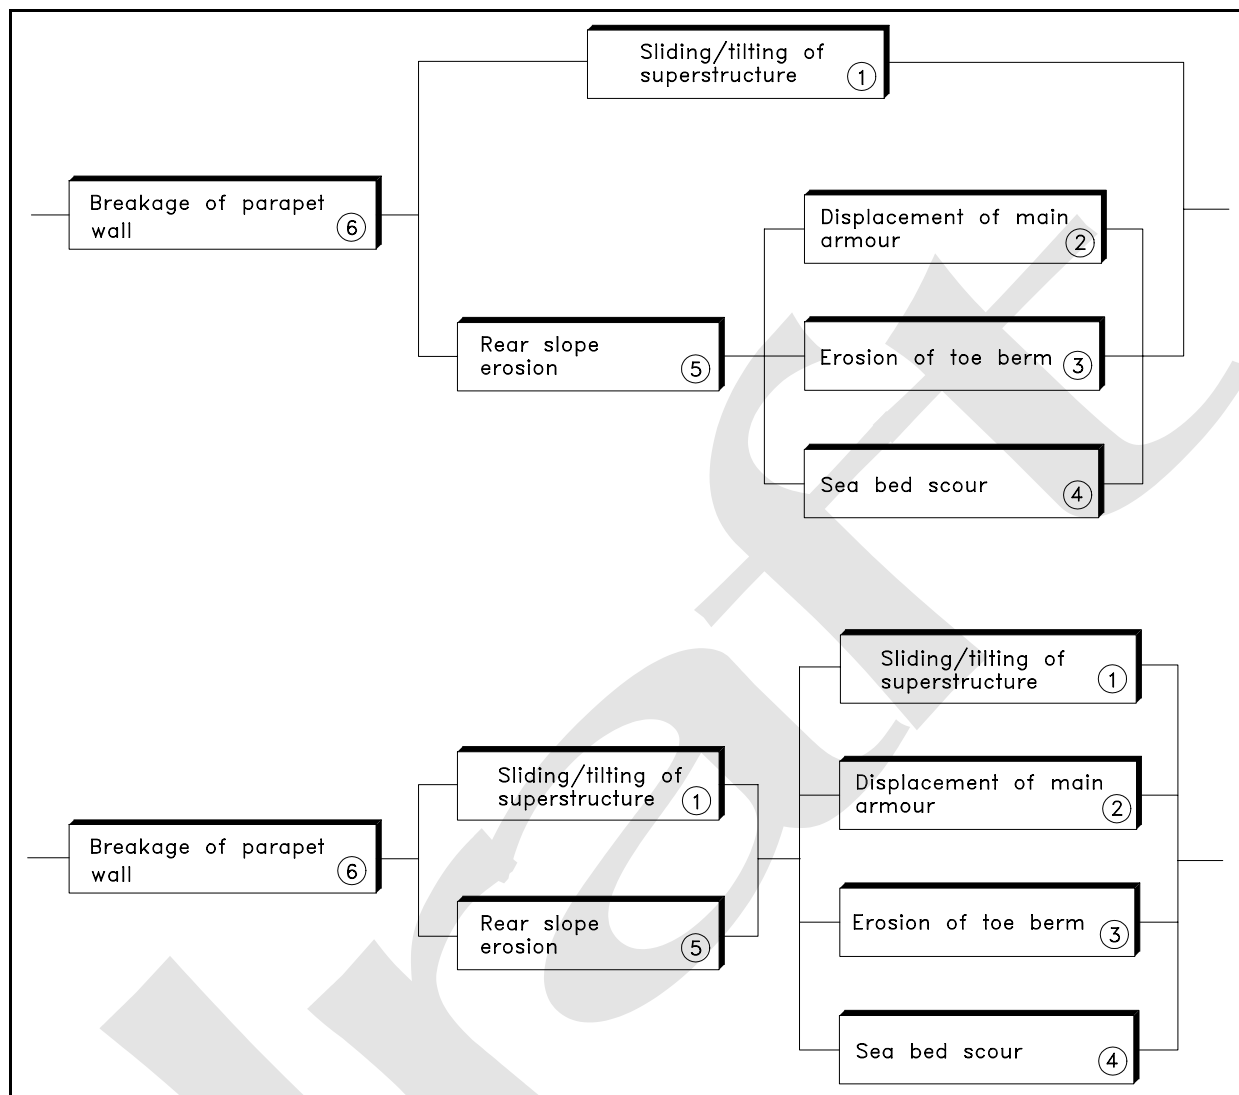 Sliding/tilting of
superstructure
1
Breakage of parapet
wall
6
Displacement of main
armour
2
Rear slope
erosion
5
Erosion of toe berm
3
Sea bed scour
4
Sliding/tilting of
superstructure
1
Sliding/tilting of
superstructure
1
Displacement of main
armour
2
Breakage of parapet
wall
6
Rear slope
erosion
5
Erosion of toe berm
3
Sea bed scour
4
raft